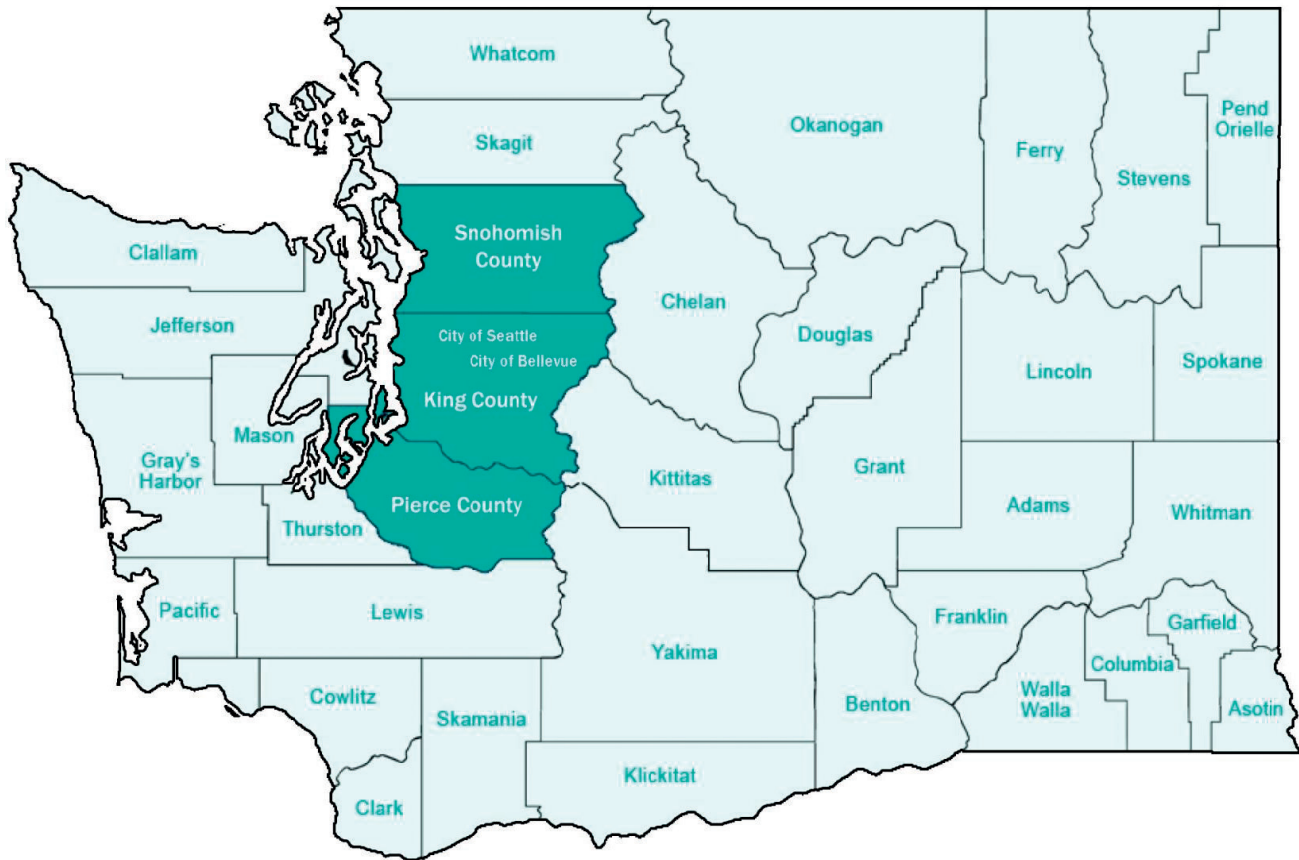 Whatcom
Skagit
Okanogan
Ferry
Stevens
Pend
Orielle
Snohomish
County
Clallam
Jefferson
Chelan
Douglas
Lincoln
Spokane
City of Seattle
City of Bellevue
King County
Mason
Gray's
Harbor
Kittitas
Grant
Adams
Whitman
Pierce County
Thurston
Pacific
Lewis
Yakima
Franklin
Garfield
Columbia
Walla
Walla
Asotin
Benton
Cowlitz
Skamania
Klickitat
Clark